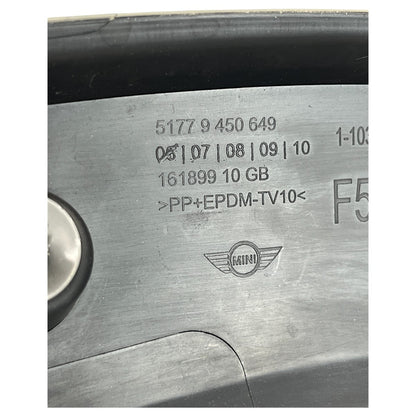 5177 9 450 649
05|07|08|09|10
161899 10 GB
>PP+EPDM-TV10<
1-103
F5
MINI